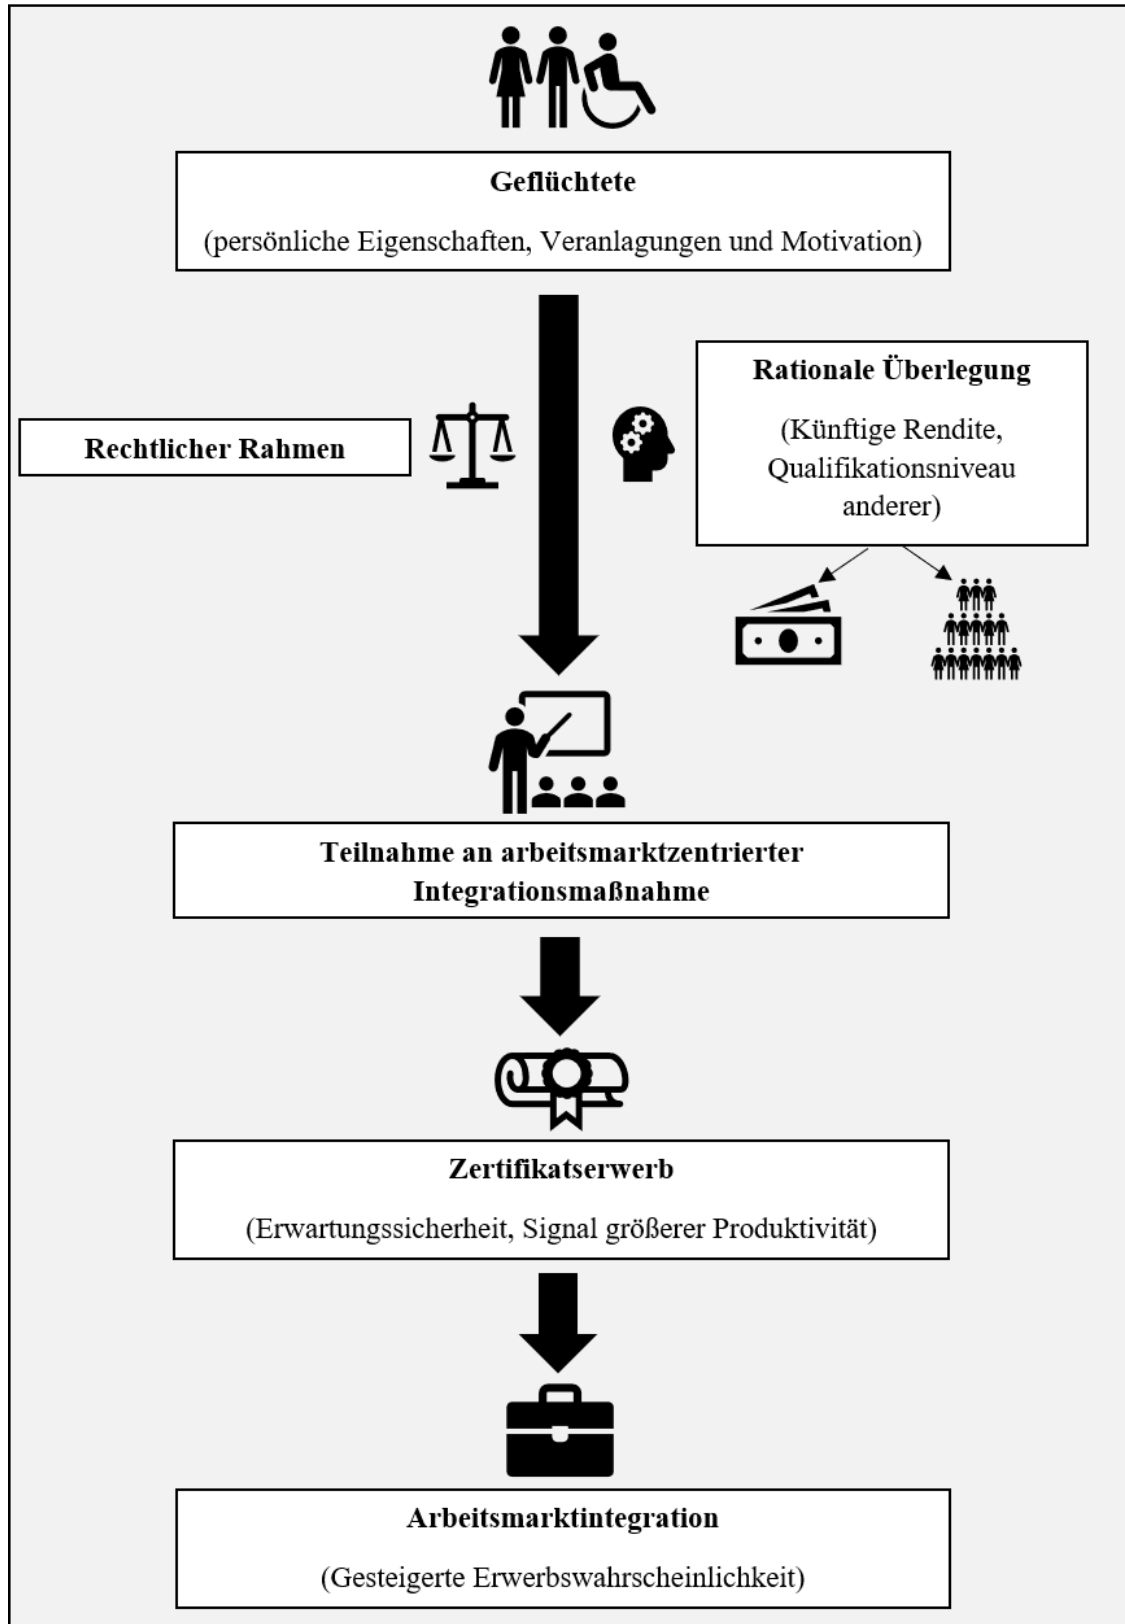 Geflüchtete
(persönliche Eigenschaften, Veranlagungen und Motivation)
Rationale Überlegung
(Künftige Rendite,
Qualifikationsniveau
anderer)
Rechtlicher Rahmen
Teilnahme an arbeitsmarktzentrierter
Integrationsmaßnahme
Zertifikatserwerb
(Erwartungssicherheit, Signal größerer Produktivität)
Arbeitsmarktintegration
(Gesteigerte Erwerbswahrscheinlichkeit)